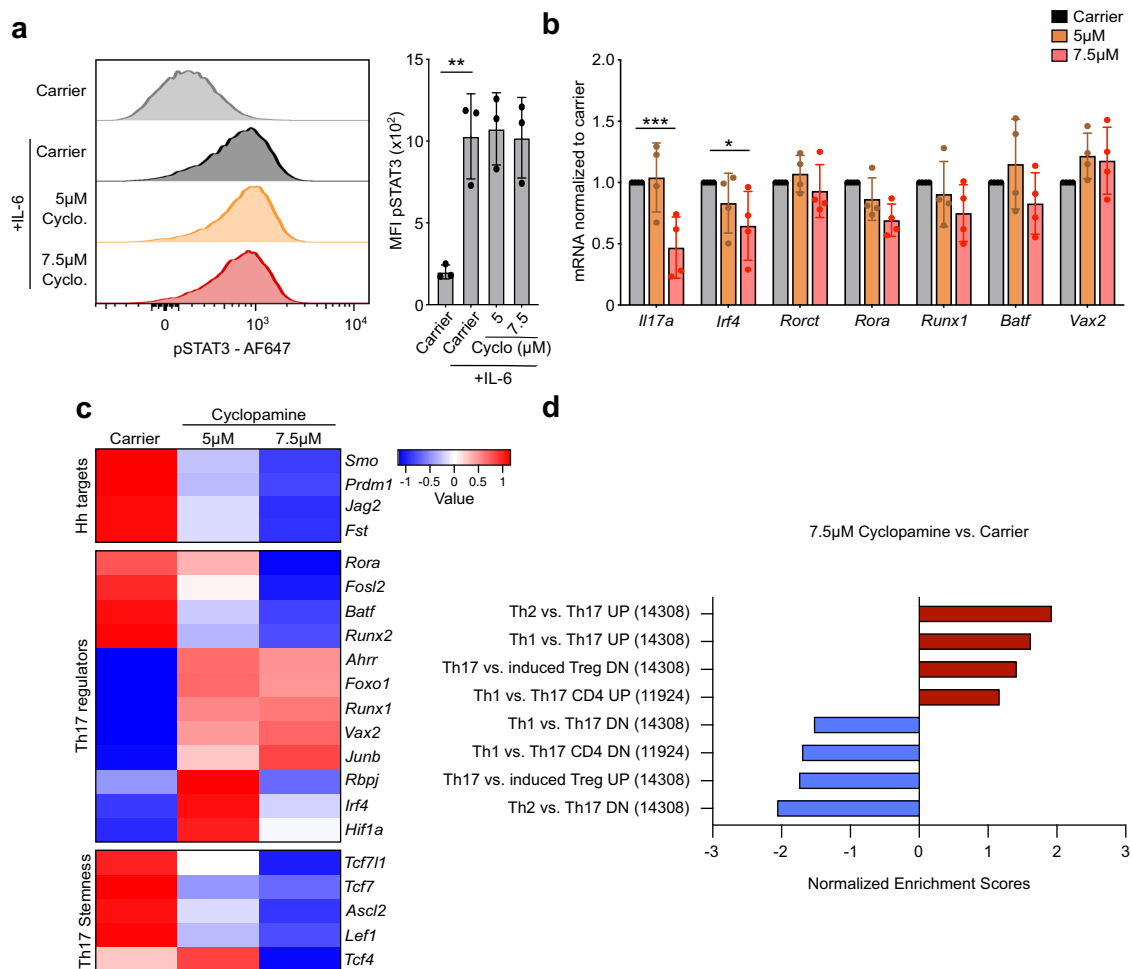 a
Carrier
Carrier
5µM
Cyclo.
7.5µM
Cyclo.
+IL-6
0
10³
10⁴
pSTAT3 - AF647
15
10
5
0
MFI pSTAT3 (x10²)
**
Carrier
Carrier
5
7.5
Cyclo (µM)
+IL-6
b
Carrier
5µM
7.5µM
2.0
1.5
1.0
0.5
0
mRNA normalized to carrier
***
*
Il17a
Irf4
Rorct
Rora
Runx1
Batf
Vax2
c
Cyclopamine
Carrier
5µM
7.5µM
-1 -0.5 0 0.5 1
Value
Hh targets
Smo
Prdm1
Jag2
Fst
Th17 regulators
Rora
Fosl2
Batf
Runx2
Ahrr
Foxo1
Runx1
Vax2
Junb
Rbpj
Irf4
Hif1a
Th17 Stemness
Tcf7l1
Tcf7
Ascl2
Lef1
Tcf4
d
7.5µM Cyclopamine vs. Carrier
Th2 vs. Th17 UP (14308)
Th1 vs. Th17 UP (14308)
Th17 vs. induced Treg DN (14308)
Th1 vs. Th17 CD4 UP (11924)
Th1 vs. Th17 DN (14308)
Th1 vs. Th17 CD4 DN (11924)
Th17 vs. induced Treg UP (14308)
Th2 vs. Th17 DN (14308)
-3 -2 -1 0 1 2 3
Normalized Enrichment Scores